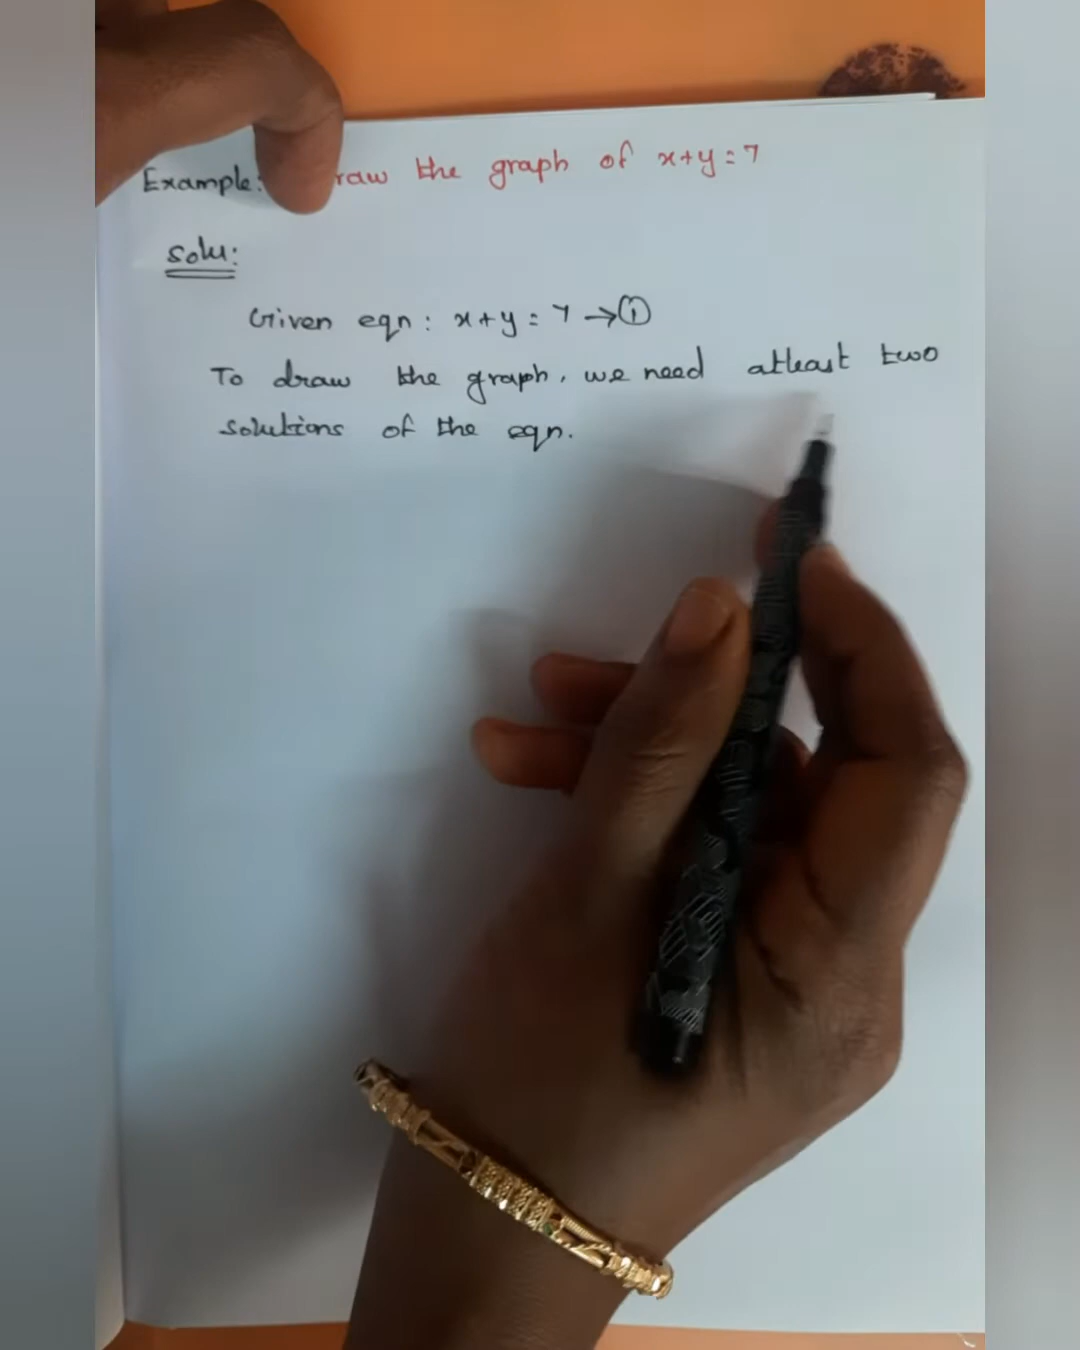 Example: raw the graph of x+y=7
Solu:
Given eqn: x+y=7 →①
To draw the graph, we need atleast two
solutions of the eqn.